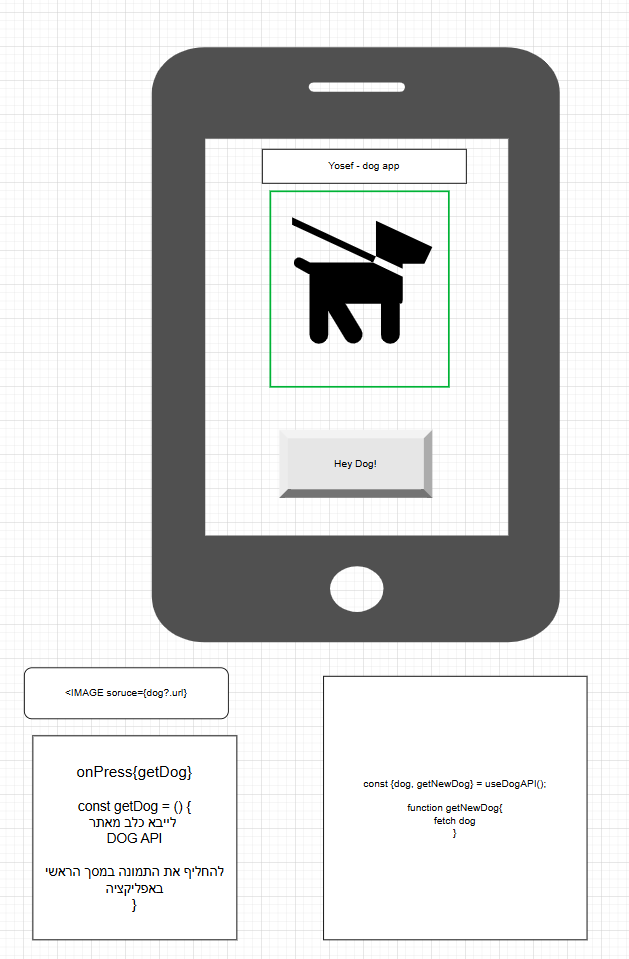 Yosef - dog app
Hey Dog!
<IMAGE soruce={dog?.url}
onPress{getDog}
const getDog = () {
לייבא כלב מאתר
DOG API
להחליף את התמונה במסך הראשי
באפליקציה
}
const {dog, getNewDog} = useDogAPI();
function getNewDog{
fetch dog
}